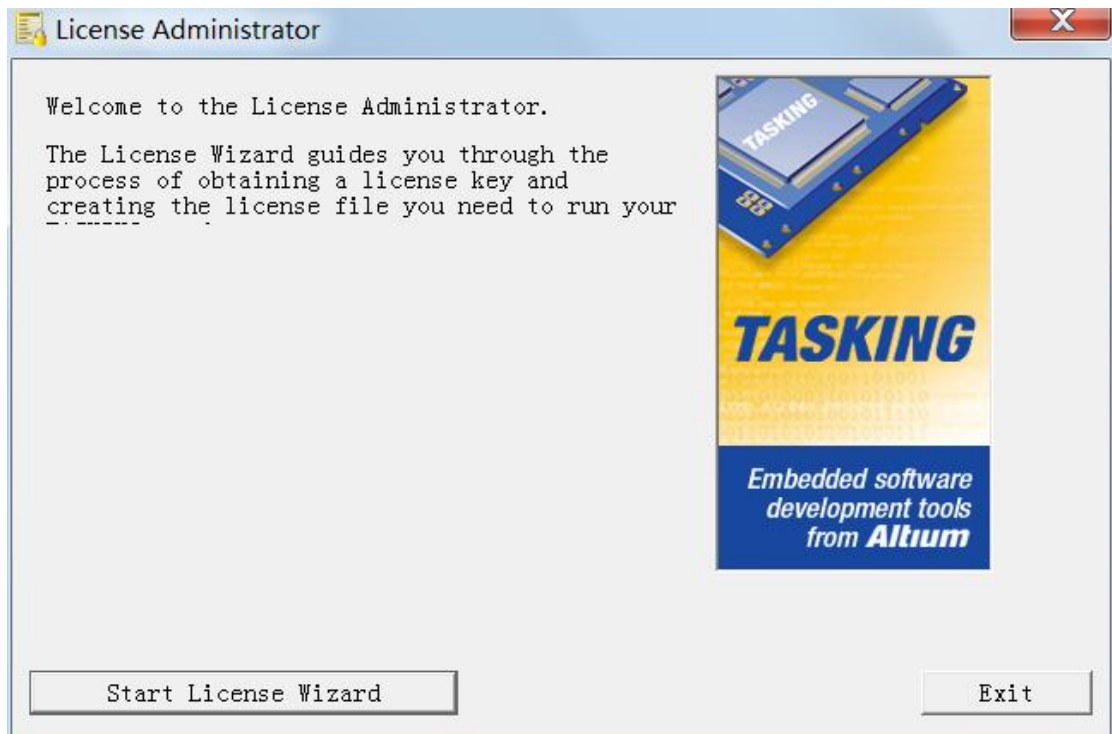 License Administrator
X
Welcome to the License Administrator.
The License Wizard guides you through the
process of obtaining a license key and
creating the license file you need to run your
TASKING
88
TASKING
Embedded software
development tools
from Altium
Start License Wizard
Exit